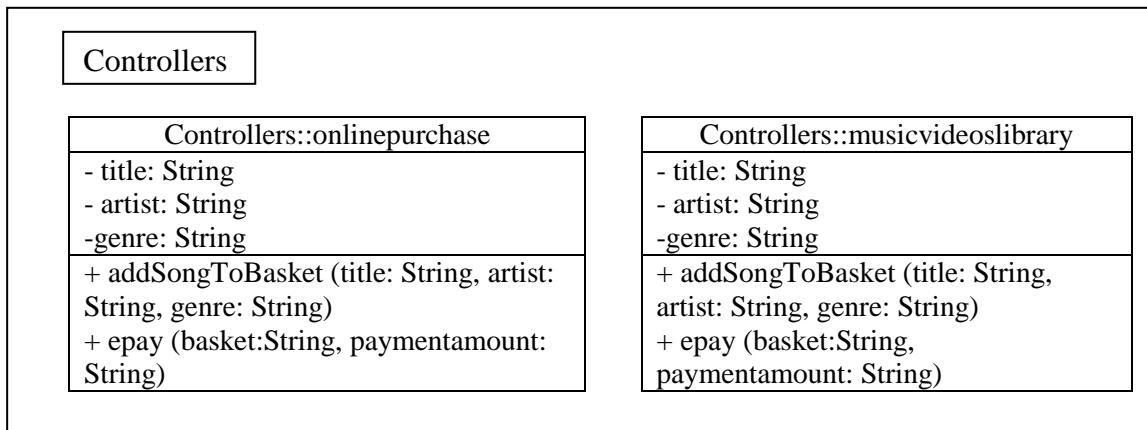 Controllers
Controllers::onlinepurchase
- title: String
- artist: String
-genre: String
+ addSongToBasket (title: String, artist:
String, genre: String)
+ epay (basket:String, paymentamount:
String)
Controllers::musicvideoslibrary
- title: String
- artist: String
-genre: String
+ addSongToBasket (title: String,
artist: String, genre: String)
+ epay (basket:String,
paymentamount: String)